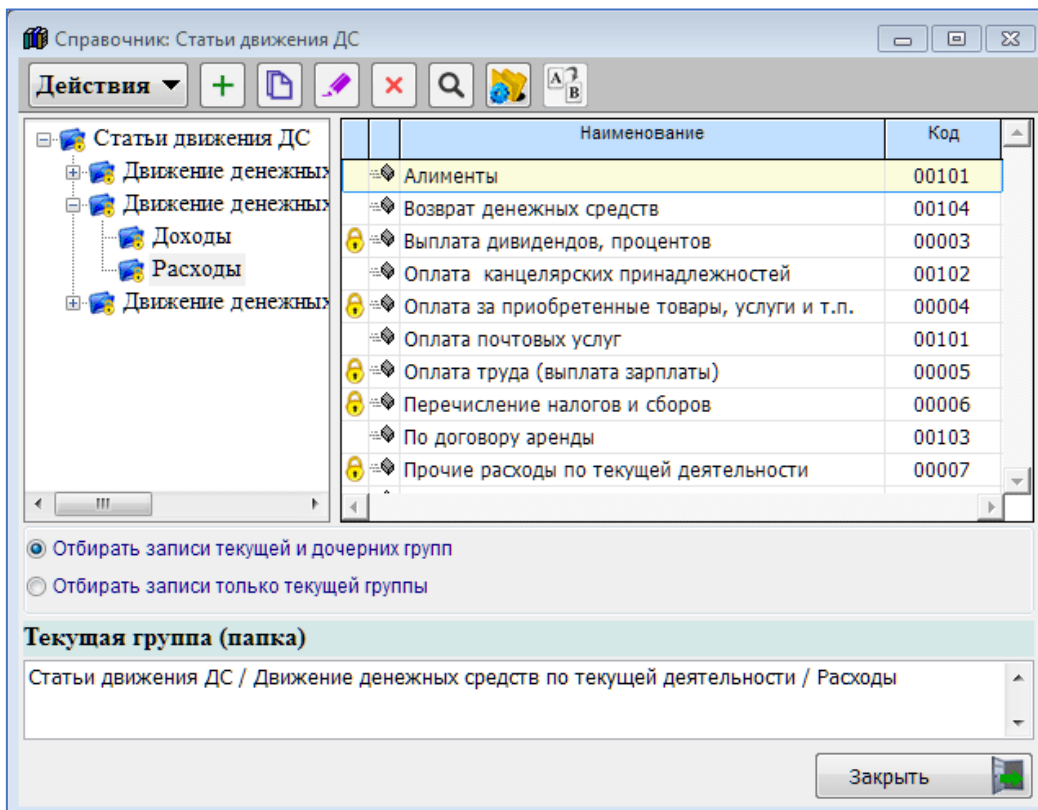 Справочник: Статьи движения ДС
Действия
A B
Статьи движения ДС
Движение денежных
Движение денежных
Доходы
Расходы
Движение денежных
Наименование Код
Алименты 00101
Возврат денежных средств 00104
Выплата дивидендов, процентов 00003
Оплата  канцелярских принадлежностей 00102
Оплата за приобретенные товары, услуги и т.п. 00004
Оплата почтовых услуг 00101
Оплата труда (выплата зарплаты) 00005
Перечисление налогов и сборов 00006
По договору аренды 00103
Прочие расходы по текущей деятельности 00007
Отбирать записи текущей и дочерних групп
Отбирать записи только текущей группы
Текущая группа (папка)
Статьи движения ДС / Движение денежных средств по текущей деятельности / Расходы
Закрыть